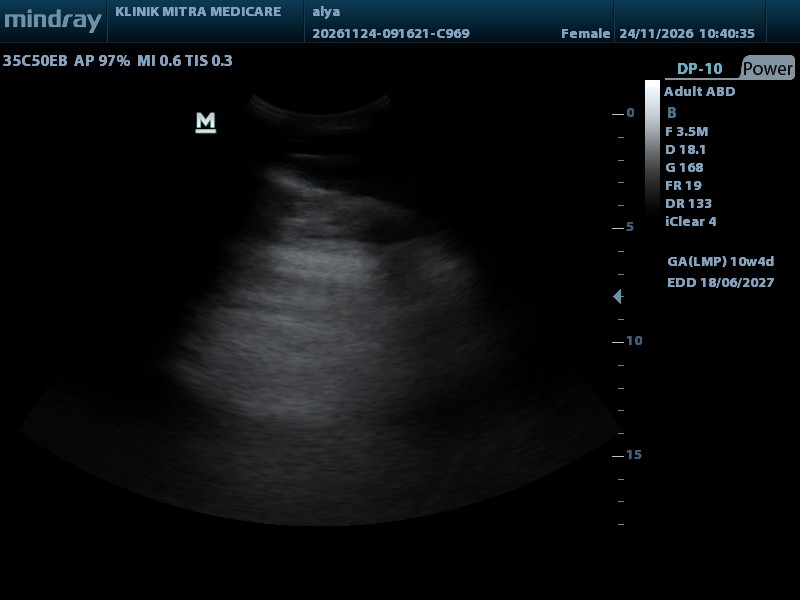 mindray
KLINIK MITRA MEDICARE
alya
20261124-091621-C969
Female
24/11/2026 10:40:35
35C50EB AP 97% MI 0.6 TIS 0.3
DP-10
Power
M
Adult ABD
B
F 3.5M
D 18.1
G 168
FR 19
DR 133
iClear 4
GA(LMP) 10w4d
EDD 18/06/2027
0
5
10
15